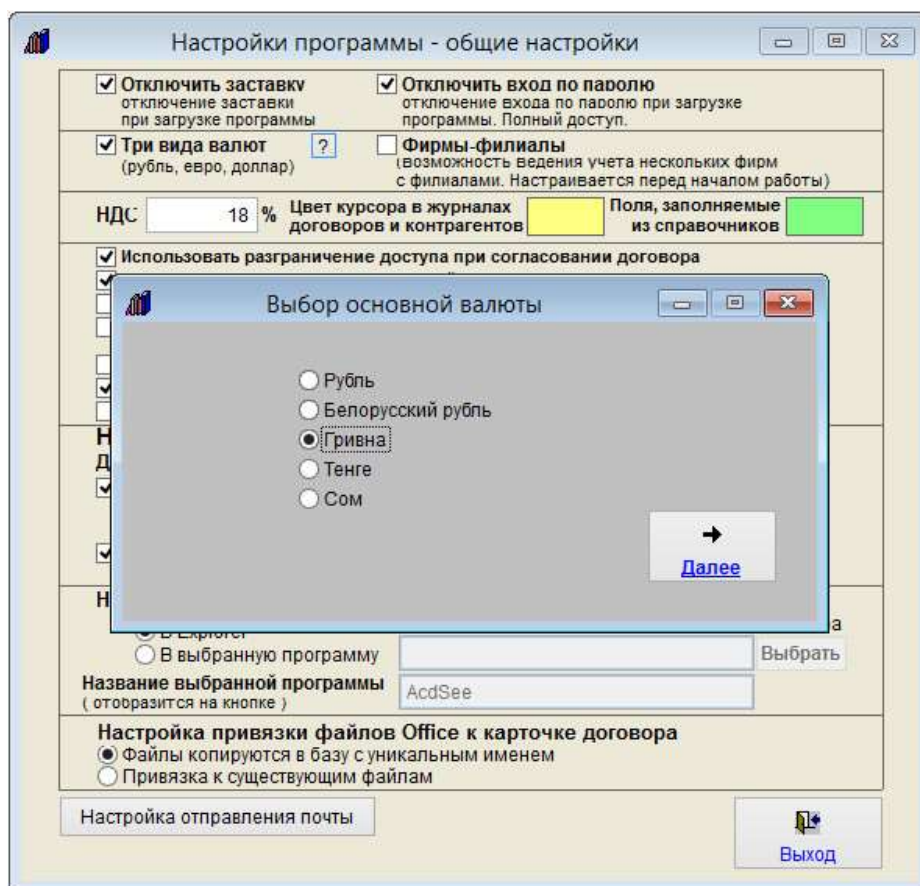 Настройки программы - общие настройки
Отключить заставку
отключение заставки
при загрузке программы
Отключить вход по паролю
отключение входа по паролю при загрузке
программы. Полный доступ.
Три вида валют ?
(рубль, евро, доллар)
Фирмы-филиалы
(возможность ведения учета нескольких фирм
с филиалами. Настраивается перед началом работы)
НДС 18 %
Цвет курсора в журналах
договоров и контрагентов
Поля, заполняемые
из справочников
Использовать разграничение доступа при согласовании договора
Выбор основной валюты
Рубль
Белорусский рубль
Гривна
Тенге
Сом
Далее
В Explorer
В выбранную программу
Выбрать
Название выбранной программы
( отобразится на кнопке )
AcdSee
Настройка привязки файлов Office к карточке договора
Файлы копируются в базу с уникальным именем
Привязка к существующим файлам
Настройка отправления почты
Выход